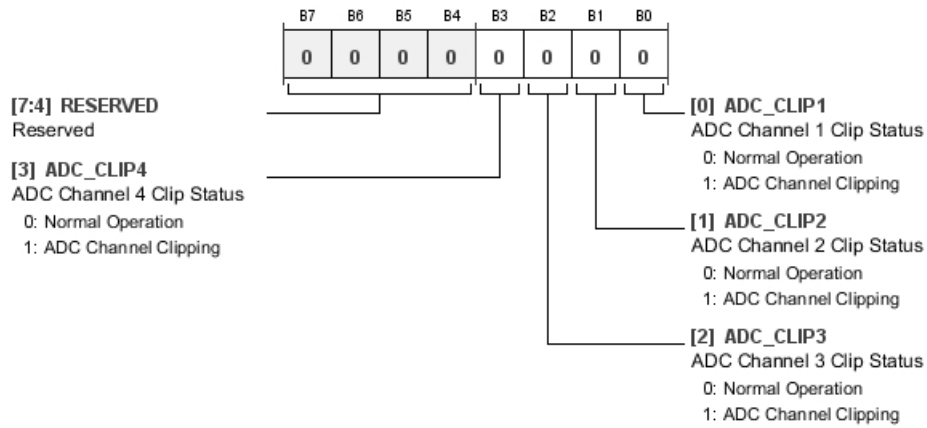 B7 B6 B5 B4 B3 B2 B1 B0
0 0 0 0 0 0 0 0
[7:4] RESERVED
Reserved
[3] ADC_CLIP4
ADC Channel 4 Clip Status
0: Normal Operation
1: ADC Channel Clipping
[0] ADC_CLIP1
ADC Channel 1 Clip Status
0: Normal Operation
1: ADC Channel Clipping
[1] ADC_CLIP2
ADC Channel 2 Clip Status
0: Normal Operation
1: ADC Channel Clipping
[2] ADC_CLIP3
ADC Channel 3 Clip Status
0: Normal Operation
1: ADC Channel Clipping